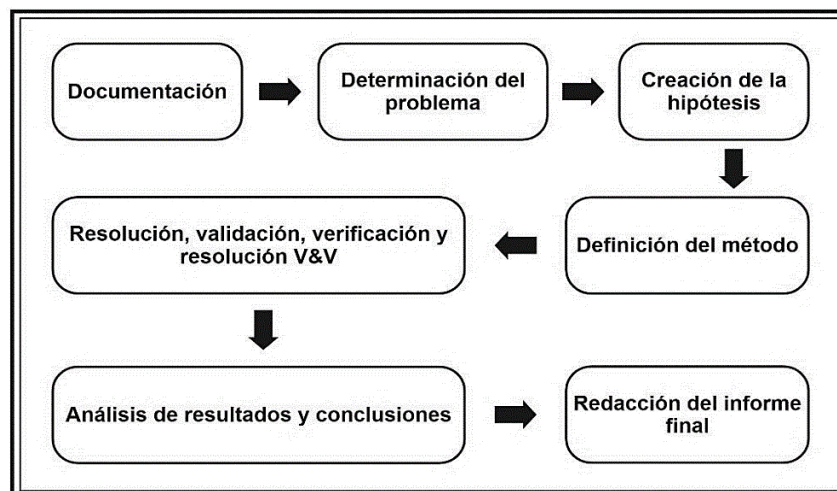 Documentación
Determinación del
problema
Creación de la
hipótesis
Definición del método
Resolución, validación, verificación y
resolución V&V
Análisis de resultados y conclusiones
Redacción del informe
final